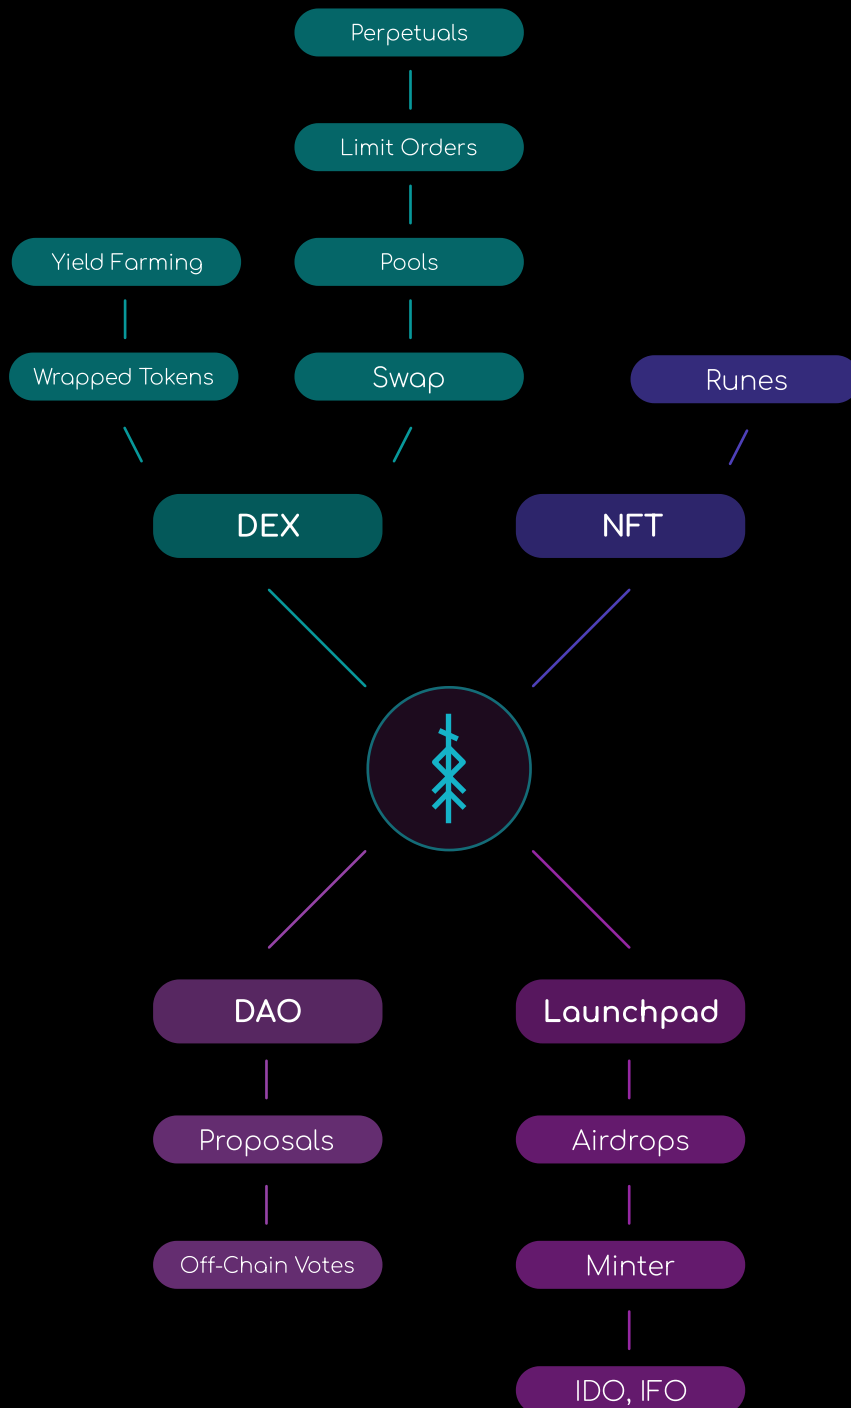 Perpetuals
Limit Orders
Yield Farming
Pools
Wrapped Tokens
Swap
Runes
DEX
NFT
DAO
Launchpad
Proposals
Airdrops
Off-Chain Votes
Minter
IDO, IFO